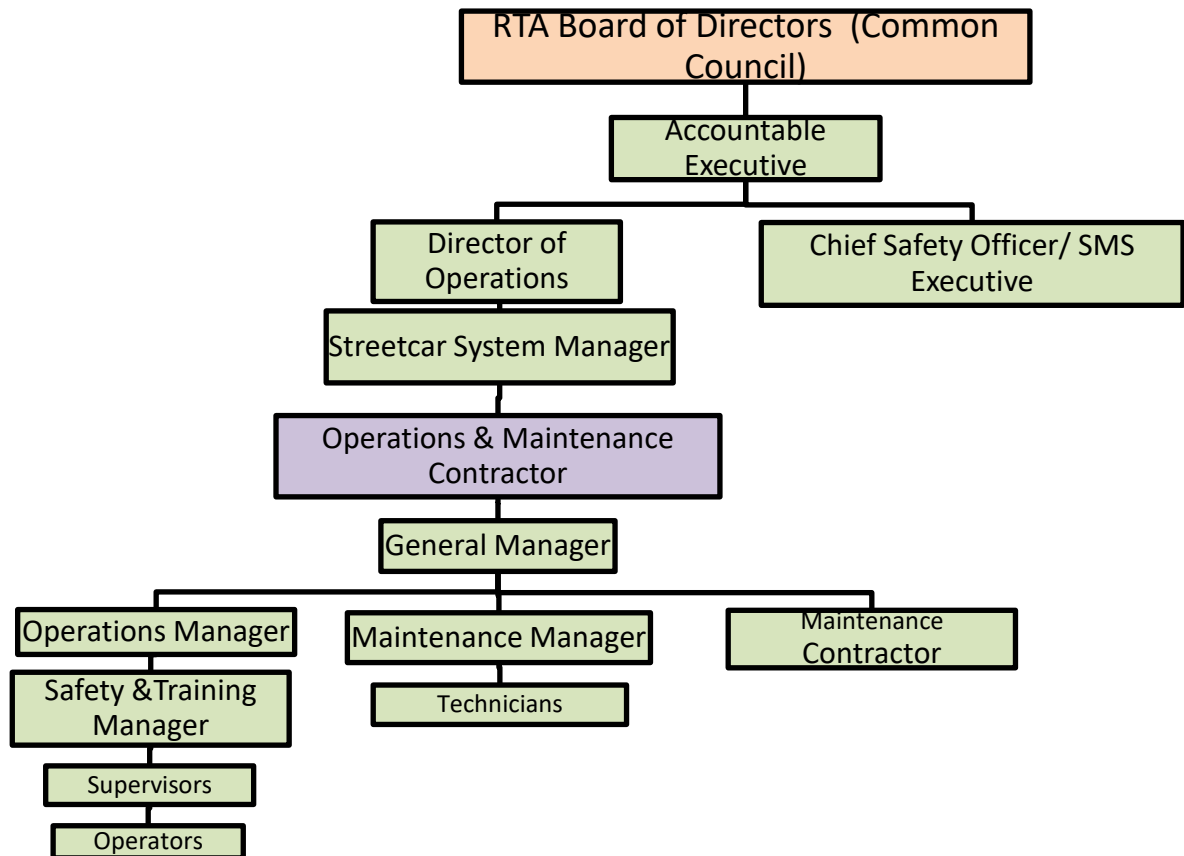 RTA Board of Directors (Common
Council)
Accountable
Executive
Director of
Operations
Chief Safety Officer/ SMS
Executive
Streetcar System Manager
Operations & Maintenance
Contractor
General Manager
Operations Manager
Maintenance Manager
Maintenance
Contractor
Safety &Training
Manager
Technicians
Supervisors
Operators